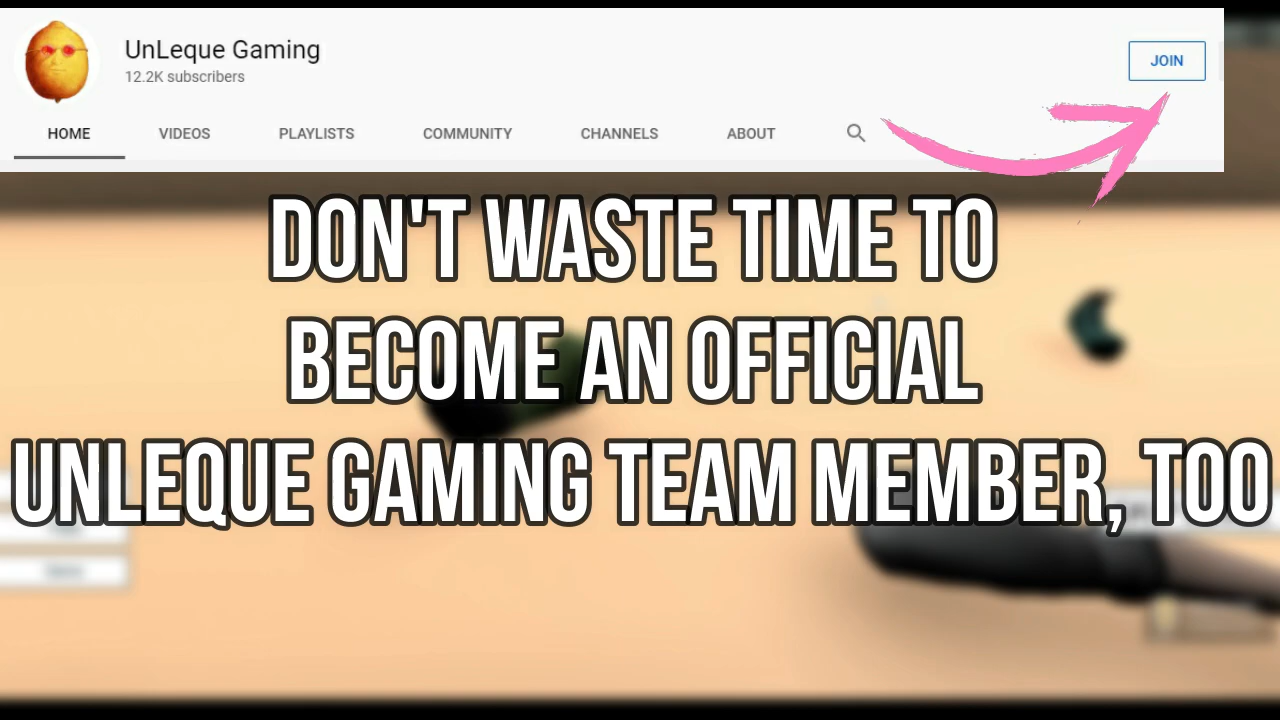 UnLeque Gaming
12.2K subscribers
JOIN
HOME VIDEOS PLAYLISTS COMMUNITY CHANNELS ABOUT
DON'T WASTE TIME TO
BECOME AN OFFICIAL
UNLEQUE GAMING TEAM MEMBER, TOO